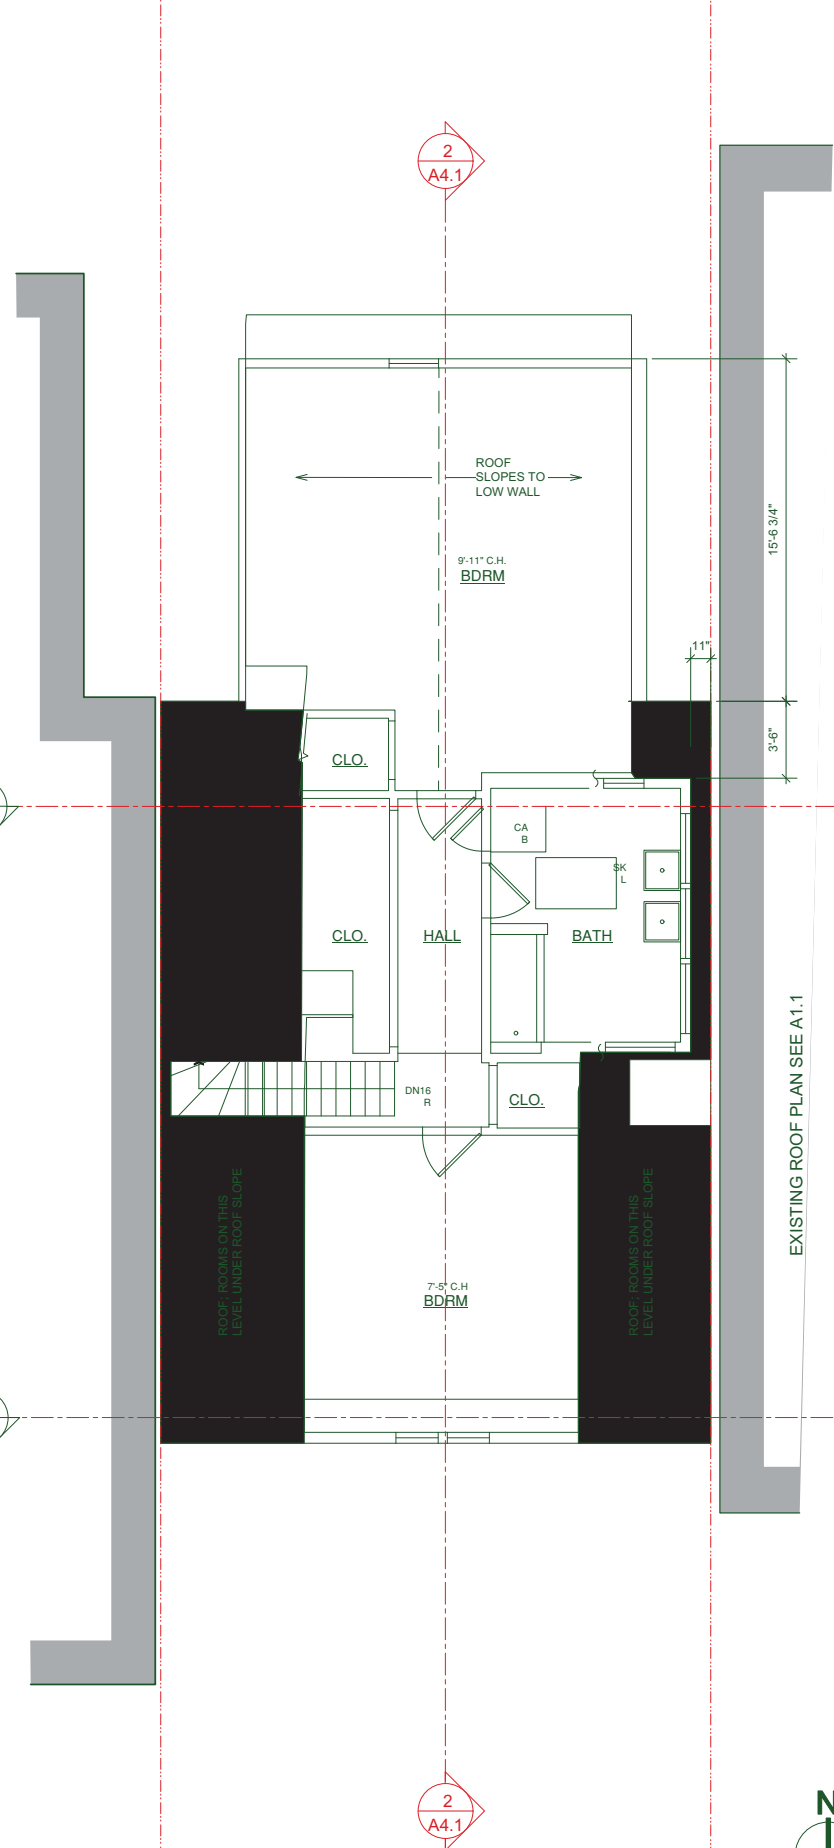 2
A4.1
ROOF
SLOPES TO
LOW WALL
9'-11" C.H.
BDRM
15'-6 3/4"
11"
3'-6"
CLO.
CA
B
SK
L
CLO.
HALL
BATH
DN16
R
CLO.
EXISTING ROOF PLAN SEE A1.1
ROOF; ROOMS ON THIS
LEVEL UNDER ROOF SLOPE
ROOF; ROOMS ON THIS
LEVEL UNDER ROOF SLOPE
7'-5" C.H
BDRM
2
A4.1
N